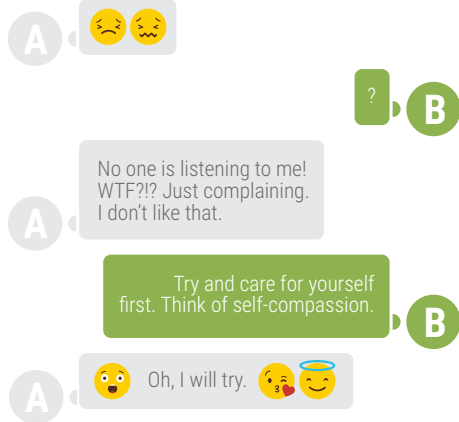 A
?
B
No one is listening to me!
WTF?!? Just complaining.
I don't like that.
A
Try and care for yourself
first. Think of self-compassion.
B
Oh, I will try.
A